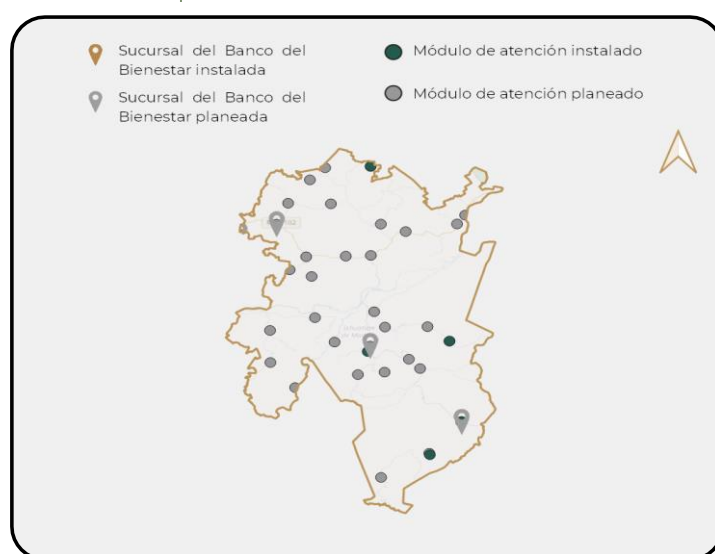 Sucursal del Banco del
Bienestar instalada
Módulo de atención instalado
Sucursal del Banco del
Bienestar planeada
Módulo de atención planeado